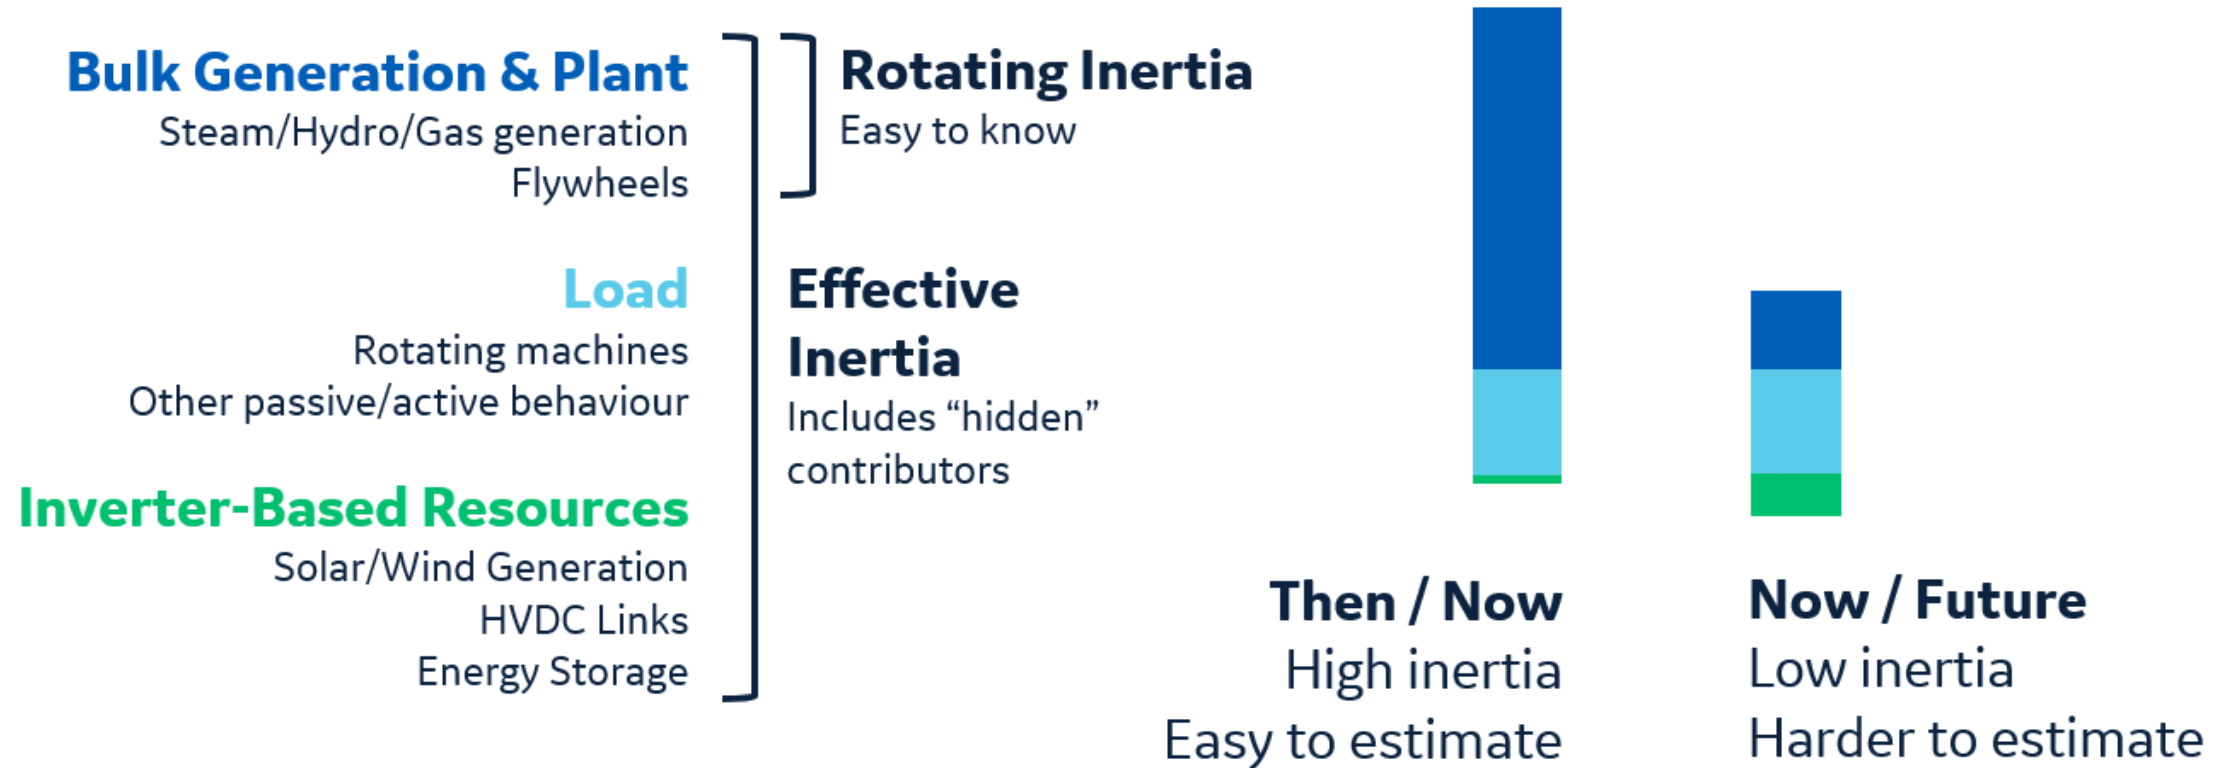 Bulk Generation & Plant
Steam/Hydro/Gas generation
Flywheels
Load
Rotating machines
Other passive/active behaviour
Inverter-Based Resources
Solar/Wind Generation
HVDC Links
Energy Storage
Rotating Inertia
Easy to know
Effective
Inertia
Includes “hidden”
contributors
Then / Now
High inertia
Easy to estimate
Now / Future
Low inertia
Harder to estimate